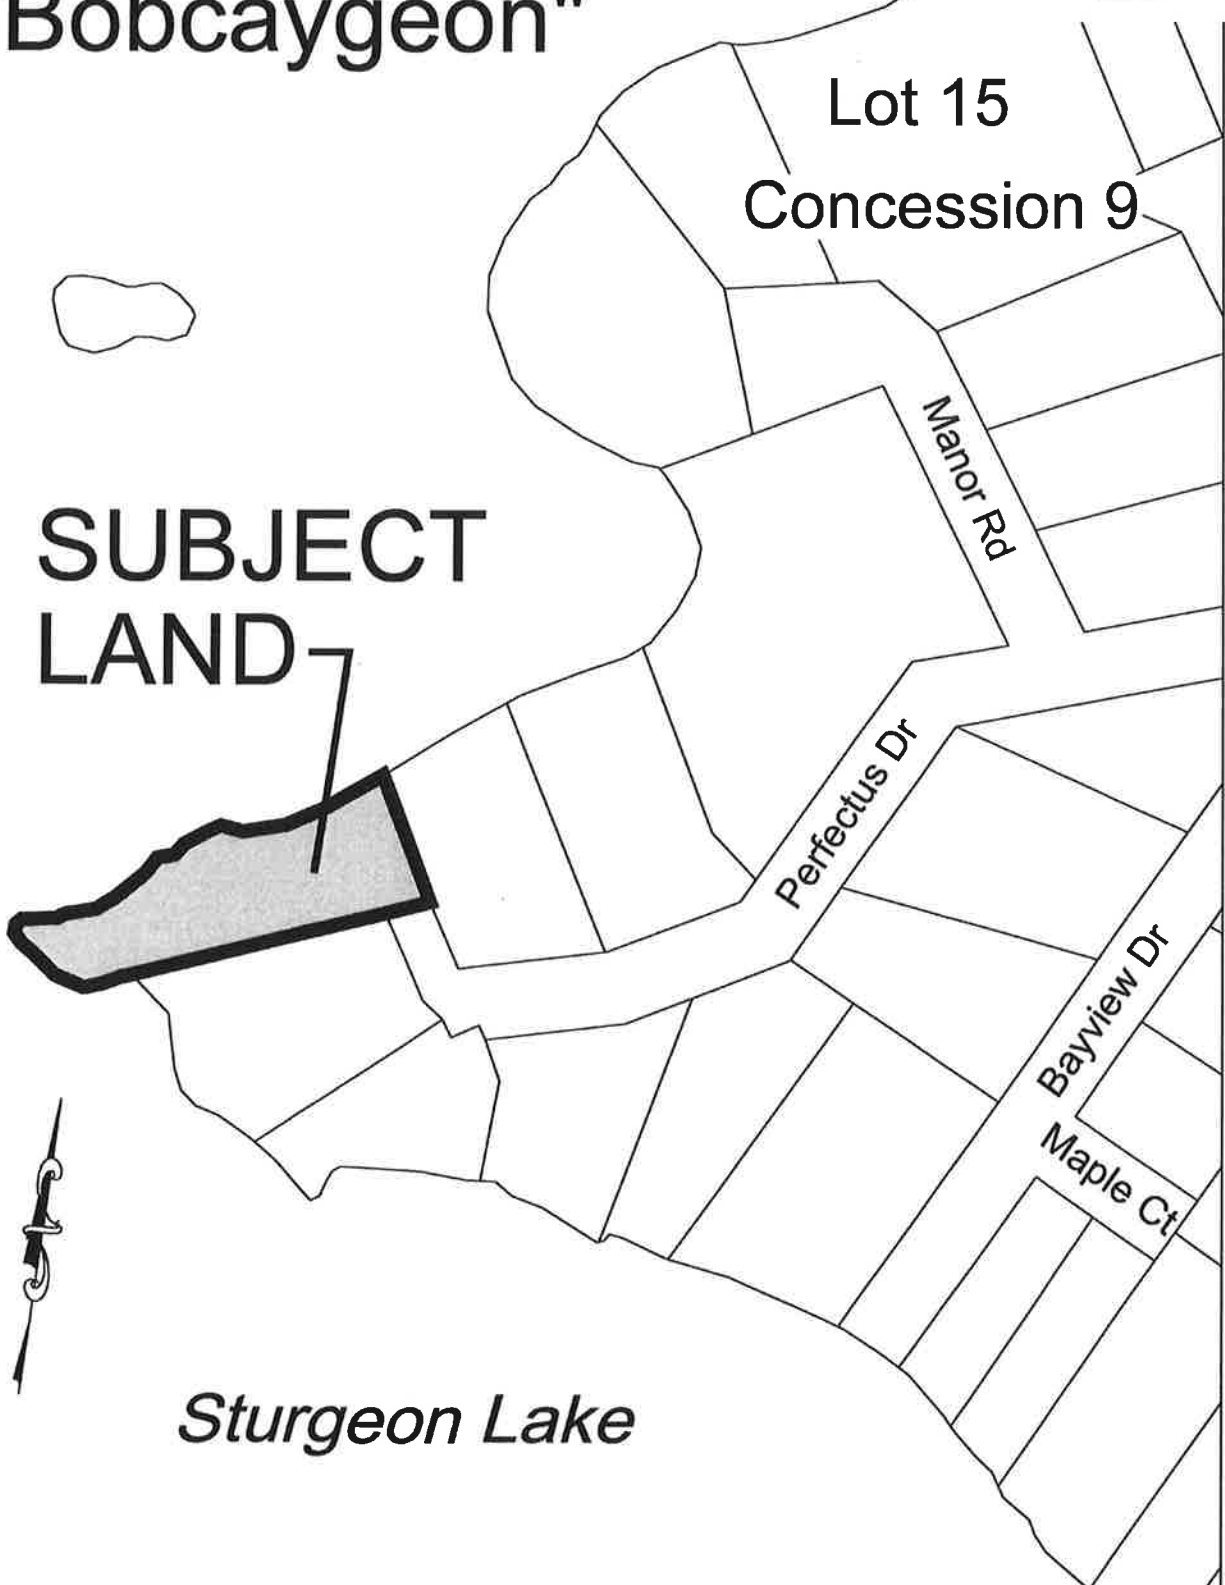 Bobcaygeon"
Lot 15
Concession 9
Manor Rd
SUBJECT
LAND
Perfectus Dr
Bayview Dr
Maple Ct
Sturgeon Lake